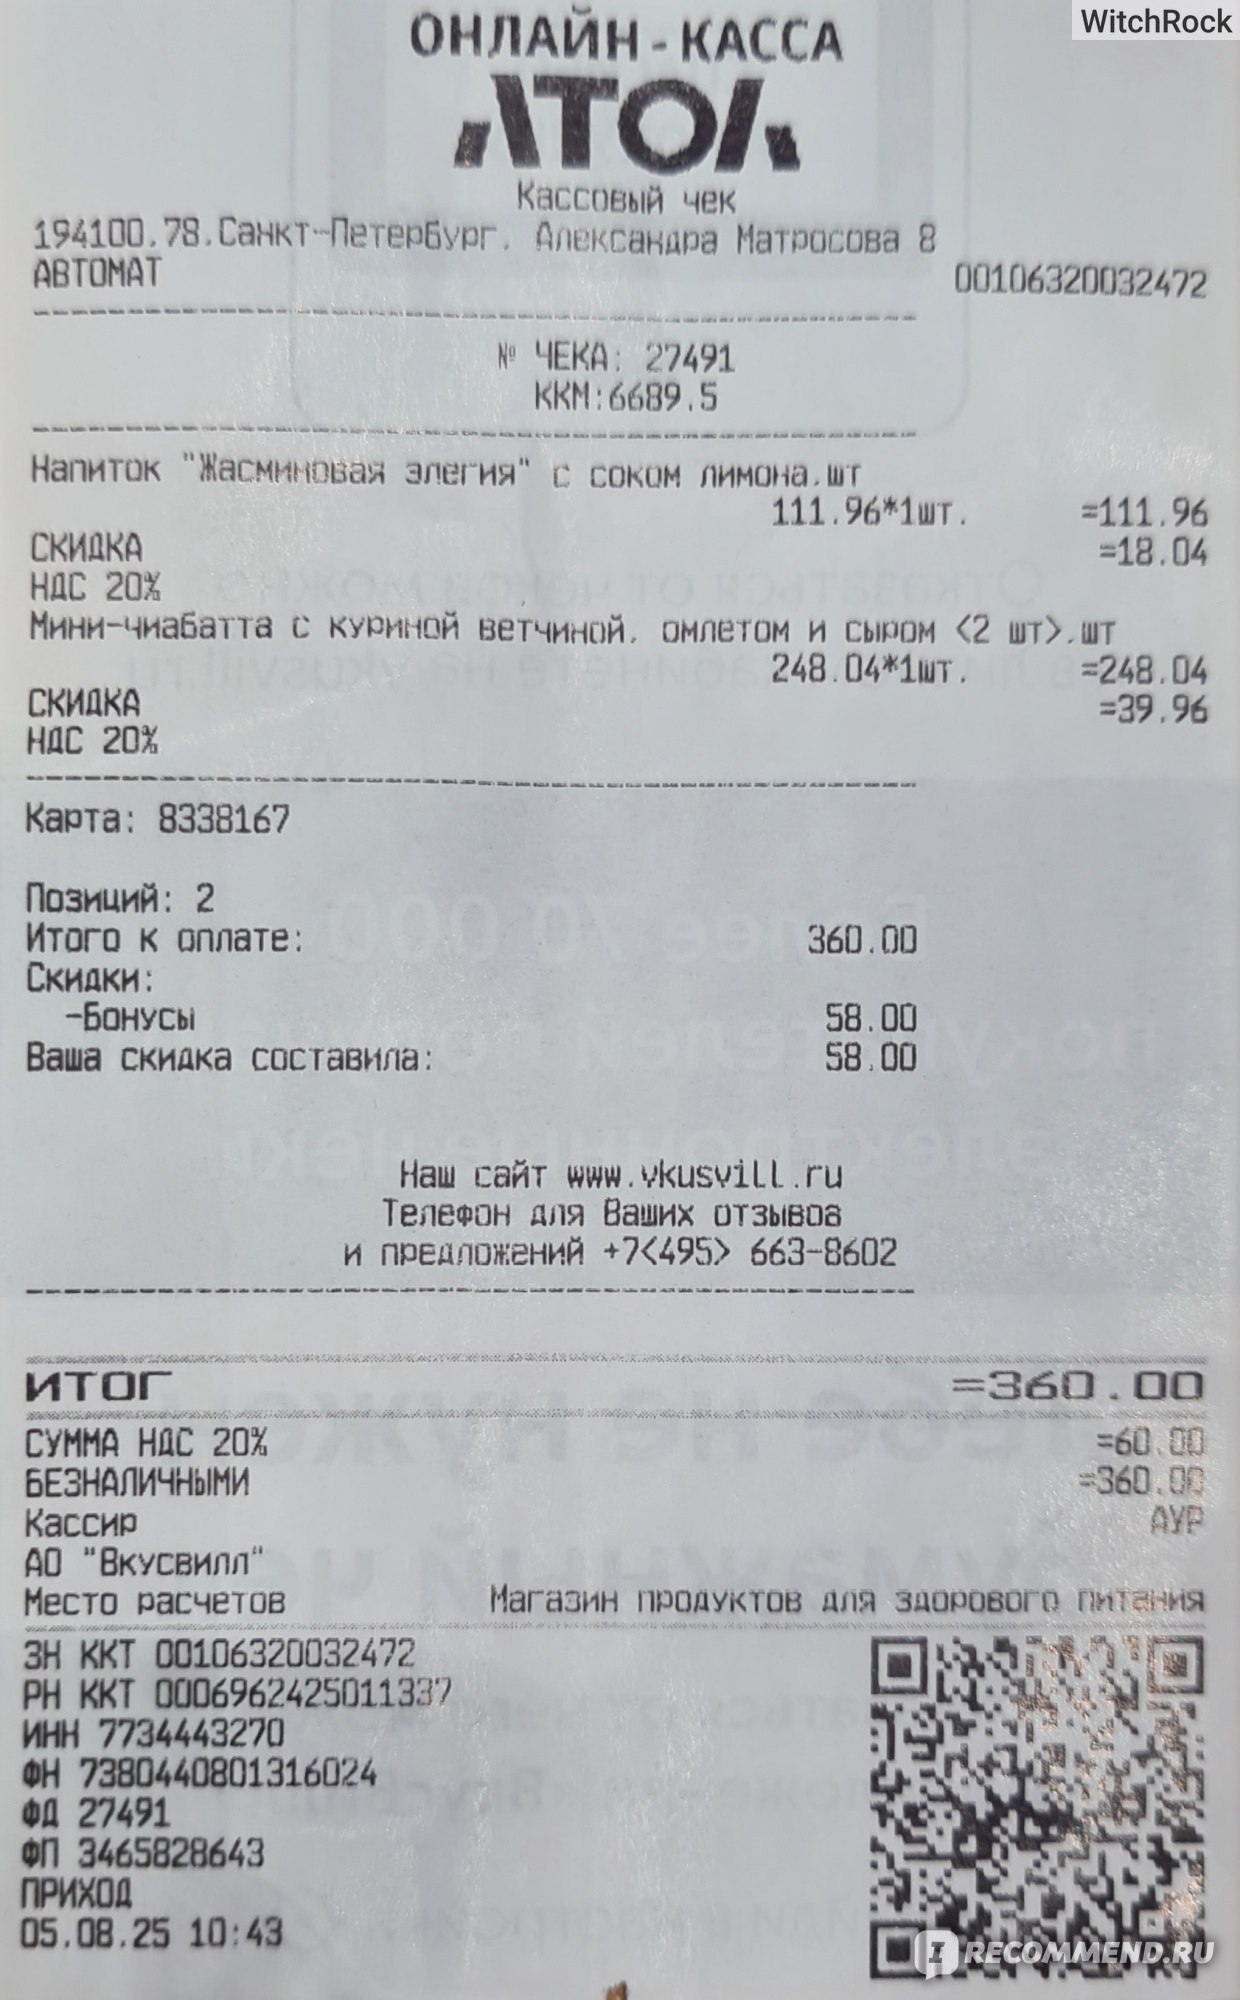 WitchRock
ОНЛАЙН-КАССА
АТОЛ
Кассовый чек
194100,78,Санкт-Петербург, Александра Матросова 8
АВТОМАТ 00106320032472
№ ЧЕКА: 27491
ККМ:6689.5
Напиток "Жасминовая элегия" с соком лимона,шт
111.96*1шт. =111.96
СКИДКА =18.04
НДС 20%
Мини-чиабатта с куриной ветчиной, омлетом и сыром <2 шт>,шт
248.04*1шт. =248.04
СКИДКА =39.96
НДС 20%
Карта: 8338167
Позиций: 2
Итого к оплате: 360.00
Скидки:
-Бонусы 58.00
Ваша скидка составила: 58.00
Наш сайт www.vkusvill.ru
Телефон для Ваших отзывов
и предложений +7<495> 663-8602
ИТОГ =360.00
СУММА НДС 20% =60.00
БЕЗНАЛИЧНЫМИ =360.00
Кассир АУР
АО "Вкусвилл"
Место расчетов Магазин продуктов для здорового питания
ЗН ККТ 00106320032472
РН ККТ 0006962425011337
ИНН 7734443270
ФН 7380440801316024
ФД 27491
ФП 3465828643
ПРИХОД
05.08.25 10:43
IRECOMMEND.RU